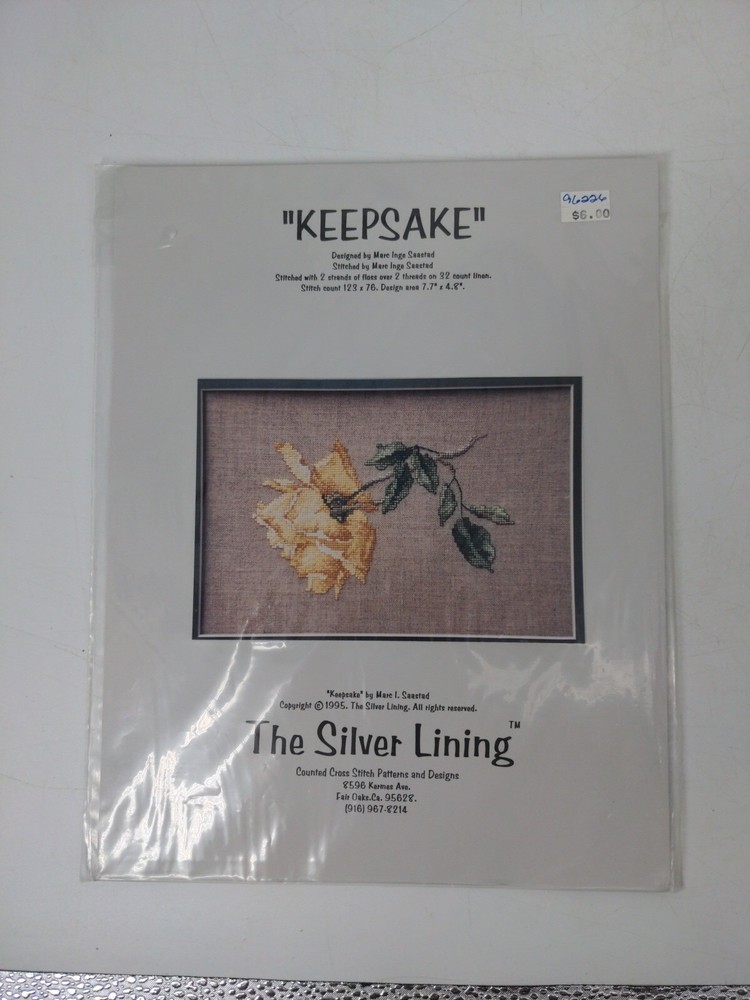 96226
$6.00
"KEEPSAKE"
Designed by Marc Inge Saastad
Stitched by Marc Inge Saastad
Stitched with 2 strands of floss over 2 threads on 32 count linen.
Stitch count 123 x 76. Design area 7.7" x 4.8".
"Keepsake" by Marc I. Saastad
Copyright © 1995. The Silver Lining. All rights reserved.
The Silver Lining™
Counted Cross Stitch Patterns and Designs
8596 Kermes Ave.
Fair Oaks.Ca. 95628.
(916) 967-8214